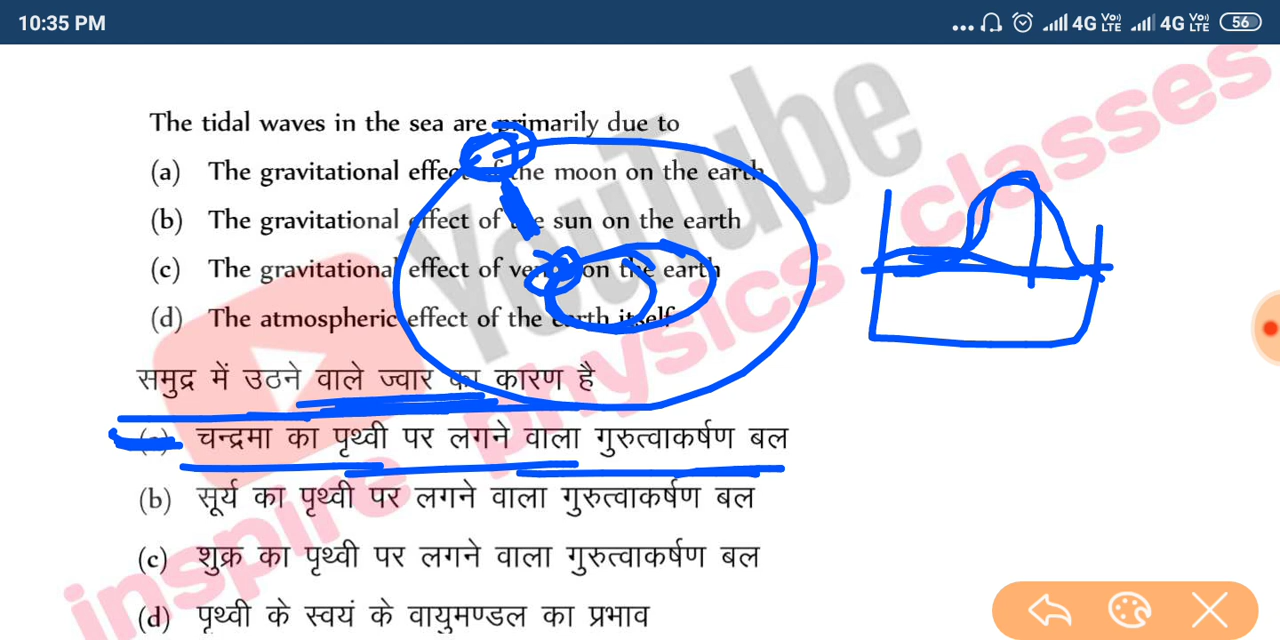 10:35 PM
4G Vo) LTE 4G Vo) LTE 56
The tidal waves in the sea are primarily due to
(a) The gravitational effect of the moon on the earth
(b) The gravitational effect of the sun on the earth
(c) The gravitational effect of venus on the earth
(d) The atmospheric effect of the earth itself
समुद्र में उठने वाले ज्वार का कारण है
(a) चन्द्रमा का पृथ्वी पर लगने वाला गुरुत्वाकर्षण बल
(b) सूर्य का पृथ्वी पर लगने वाला गुरुत्वाकर्षण बल
(c) शुक्र का पृथ्वी पर लगने वाला गुरुत्वाकर्षण बल
(d) पृथ्वी के स्वयं के वायुमण्डल का प्रभाव
YouTube
inspire physics classes